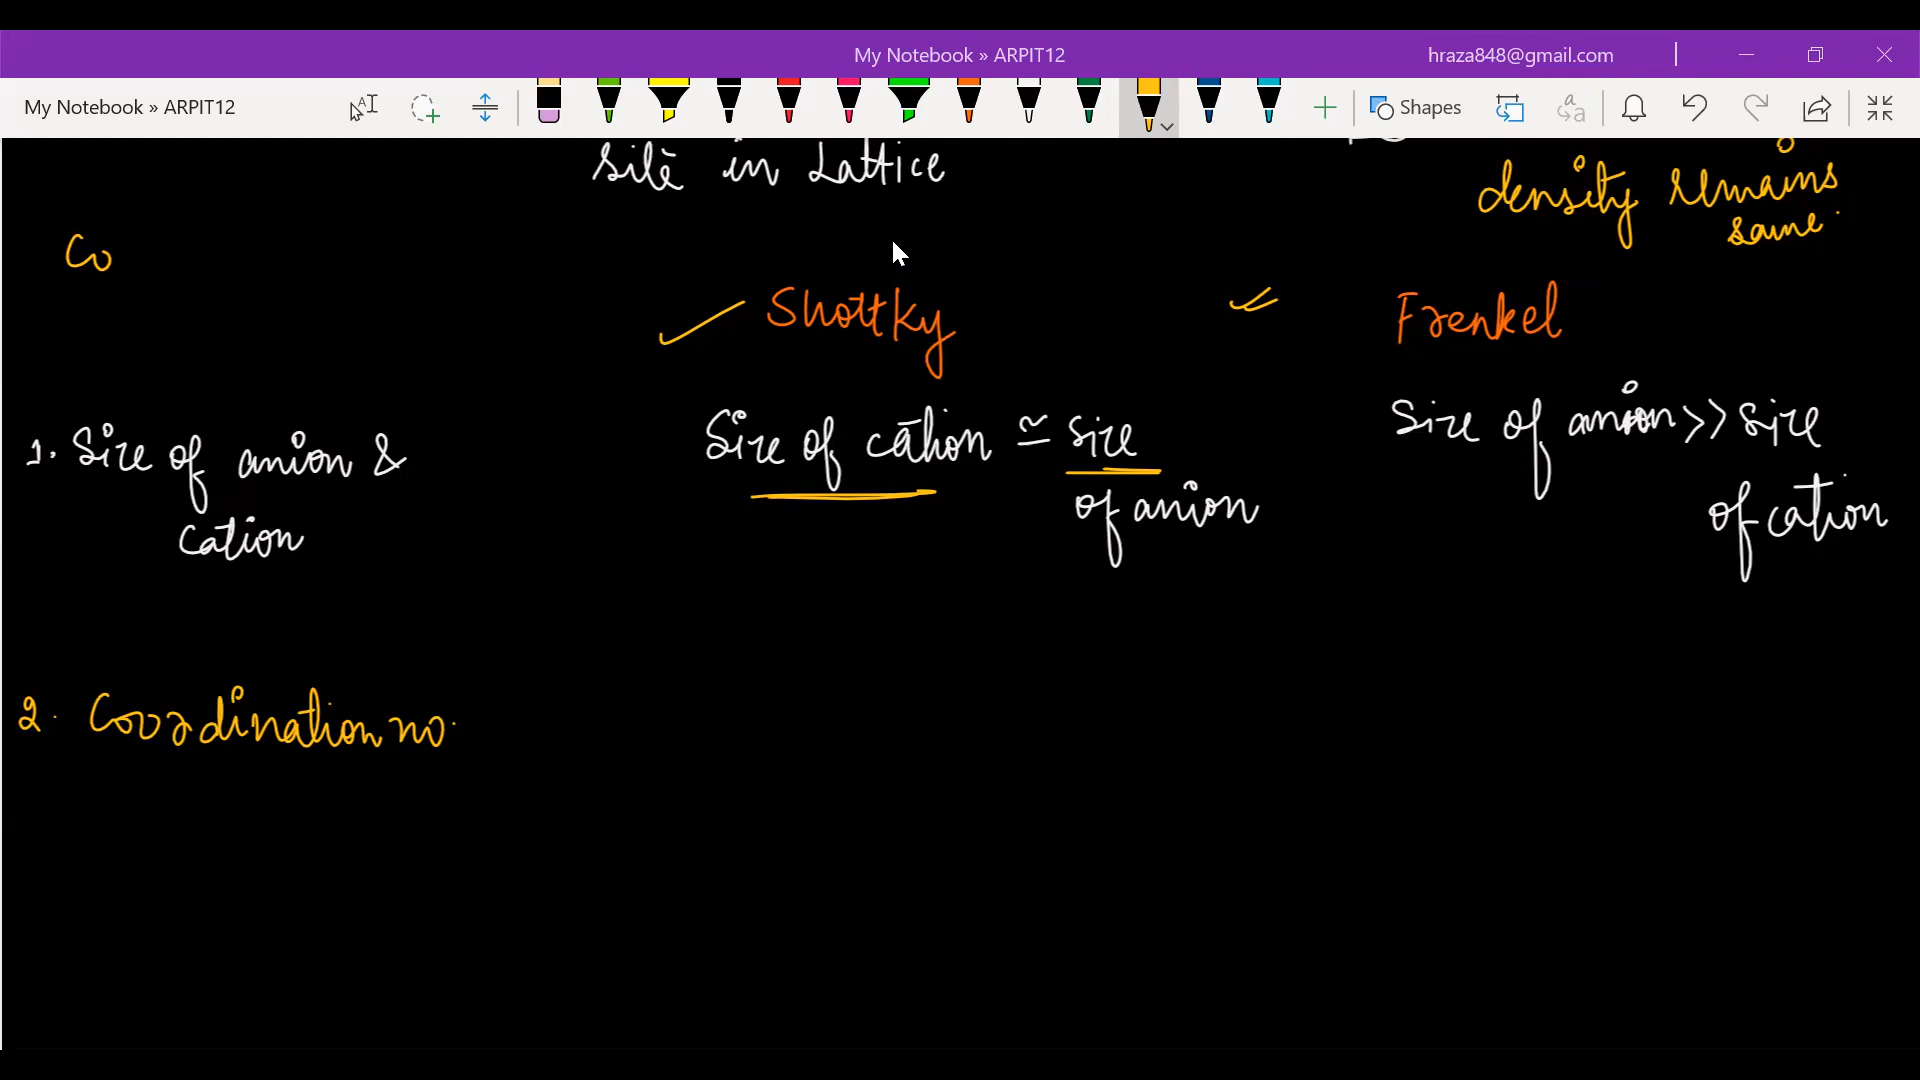 My Notebook » ARPIT12
hraza848@gmail.com
My Notebook » ARPIT12
Shapes
site in Lattice
density remains
same
Co
Shottky
Frenkel
1. Size of anion &
cation
Size of cation ≃ size
of anion
Size of anion >> size
of cation
2. Coordination no.